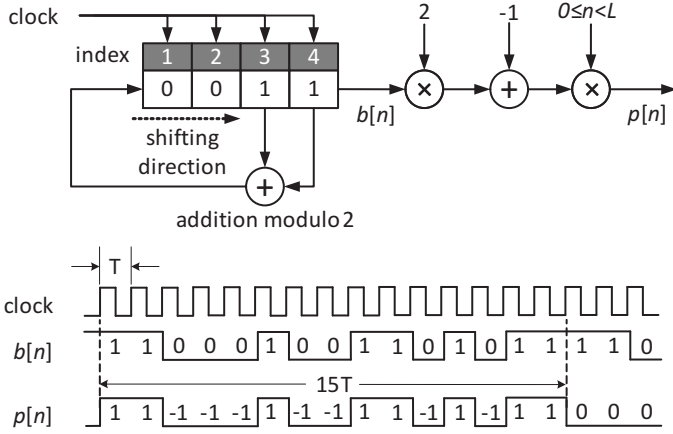 clock
2 -1 0≤n<L
index 1 2 3 4
0 0 1 1
b[n] × + × p[n]
shifting
direction
+
addition modulo 2
T
clock
b[n] 1 1 0 0 0 1 0 0 1 1 0 1 0 1 1 1 1 0
15T
p[n] 1 1 -1 -1 -1 1 -1 -1 1 1 -1 1 -1 1 1 0 0 0